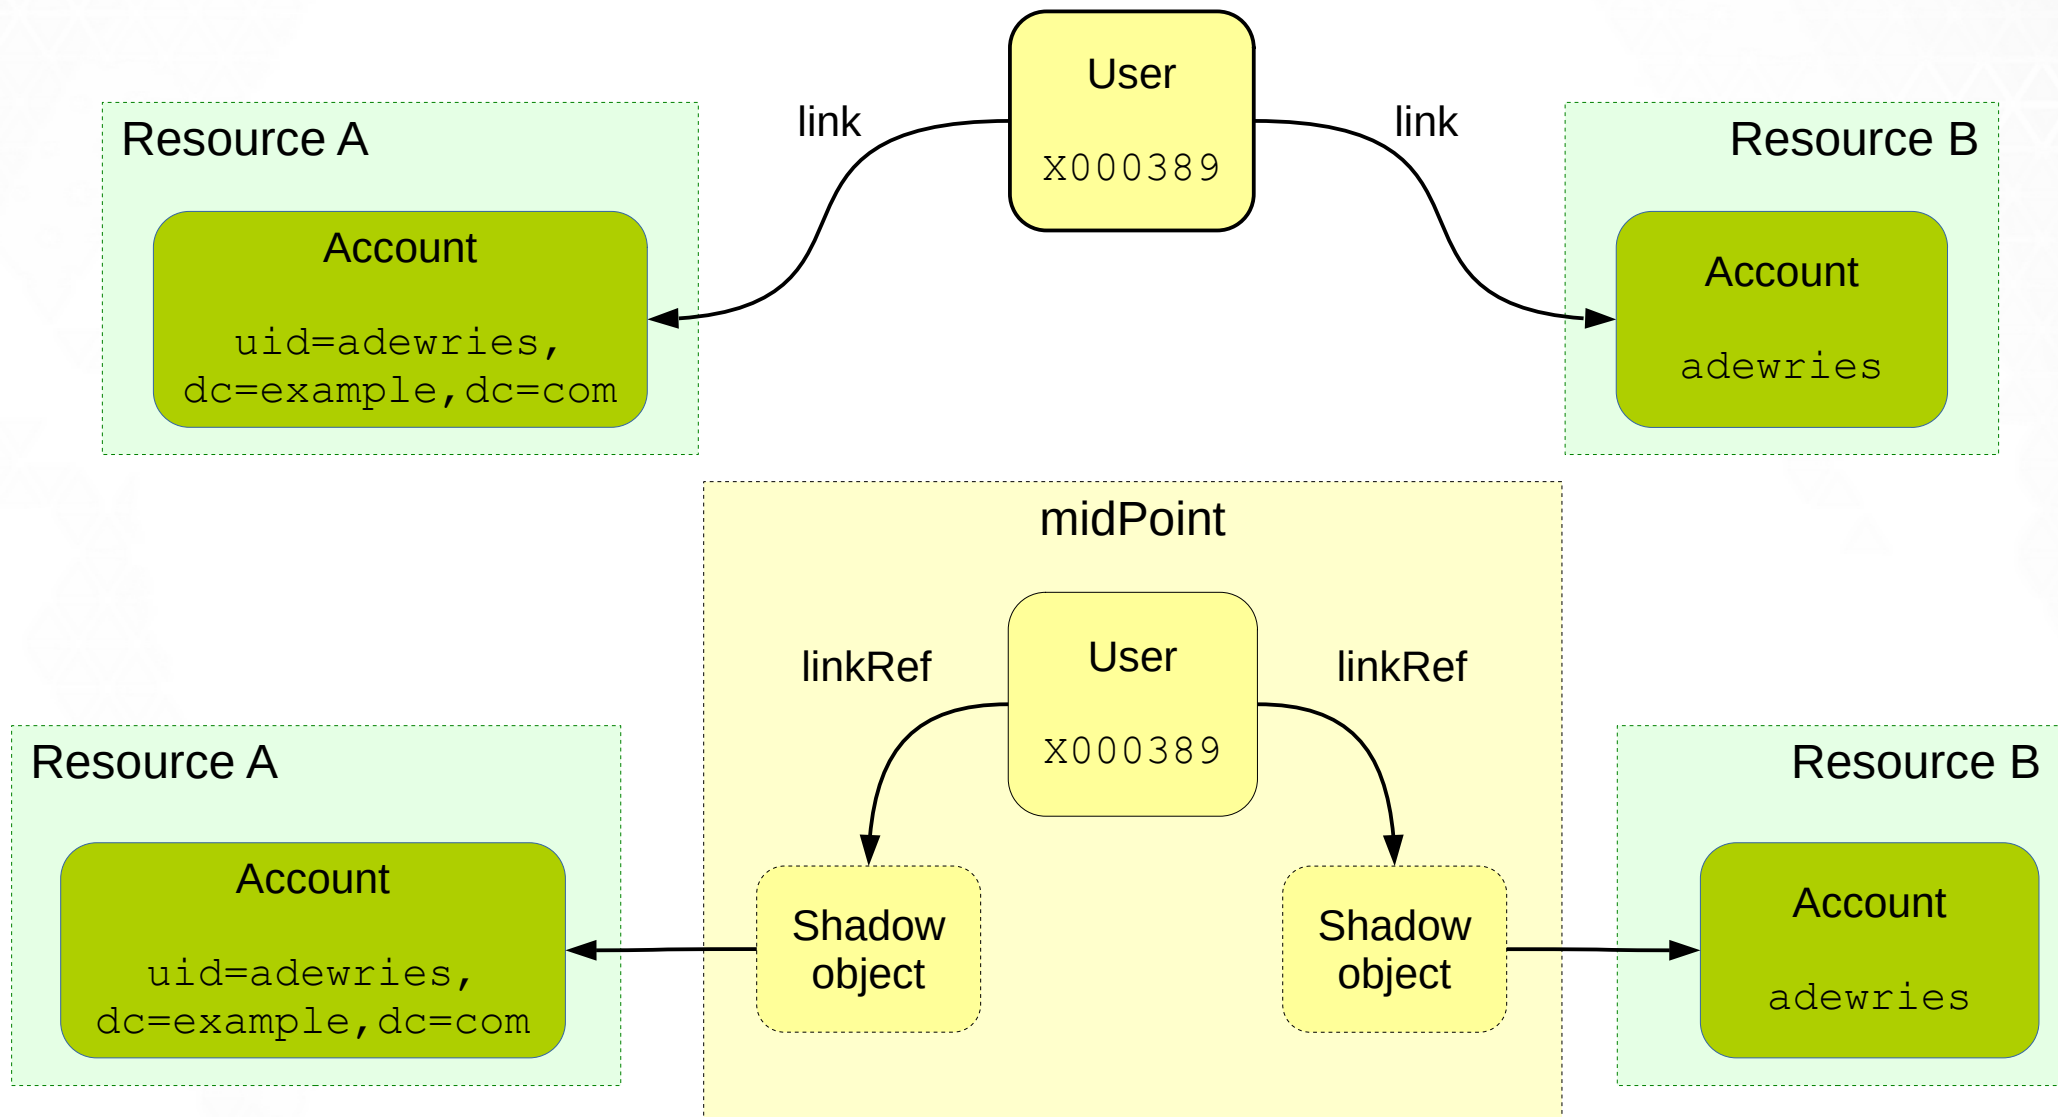 User
X000389
link
link
Resource A
Account
uid=adewries,
dc=example,dc=com
Resource B
Account
adewries
midPoint
User
X000389
linkRef
linkRef
Resource A
Account
uid=adewries,
dc=example,dc=com
Shadow
object
Shadow
object
Resource B
Account
adewries